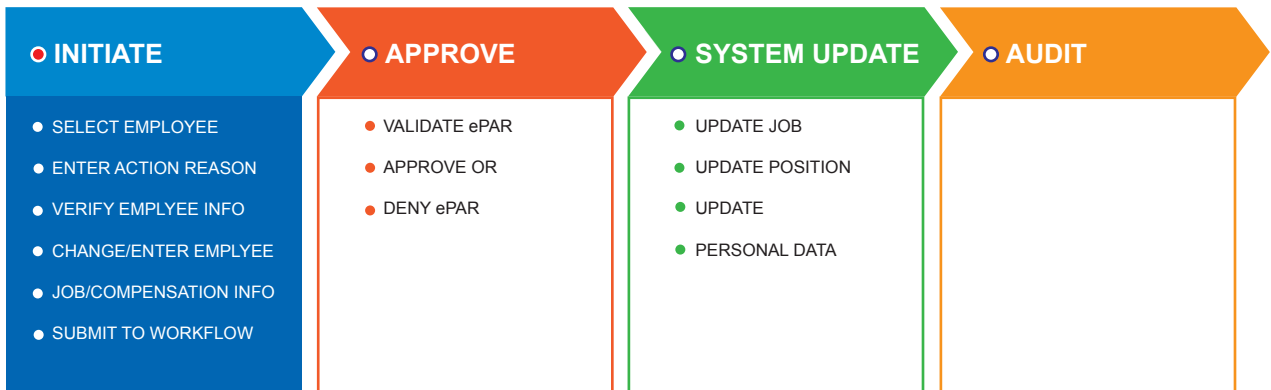 INITIATE
SELECT EMPLOYEE
ENTER ACTION REASON
VERIFY EMPLYEE INFO
CHANGE/ENTER EMPLYEE
JOB/COMPENSATION INFO
SUBMIT TO WORKFLOW
APPROVE
VALIDATE ePAR
APPROVE OR
DENY ePAR
SYSTEM UPDATE
UPDATE JOB
UPDATE POSITION
UPDATE
PERSONAL DATA
AUDIT